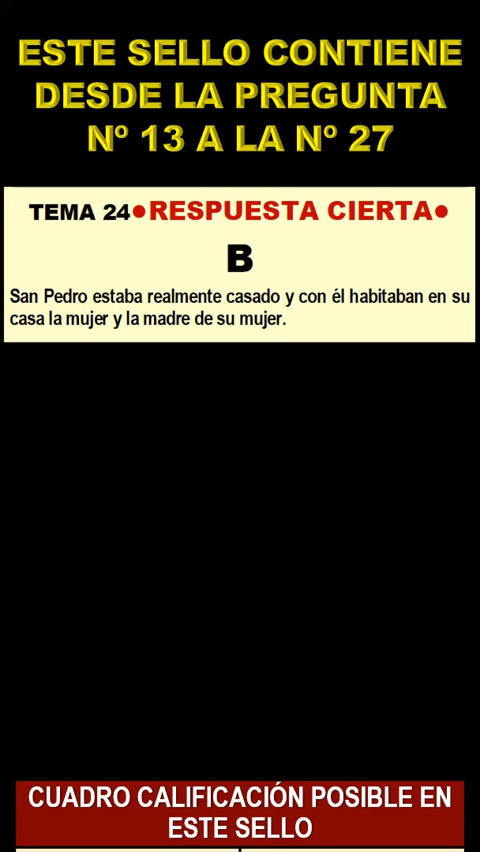 ESTE SELLO CONTIENE
DESDE LA PREGUNTA
Nº 13 A LA Nº 27
TEMA 24●RESPUESTA CIERTA●
B
San Pedro estaba realmente casado y con él habitaban en su
casa la mujer y la madre de su mujer.
CUADRO CALIFICACIÓN POSIBLE EN
ESTE SELLO